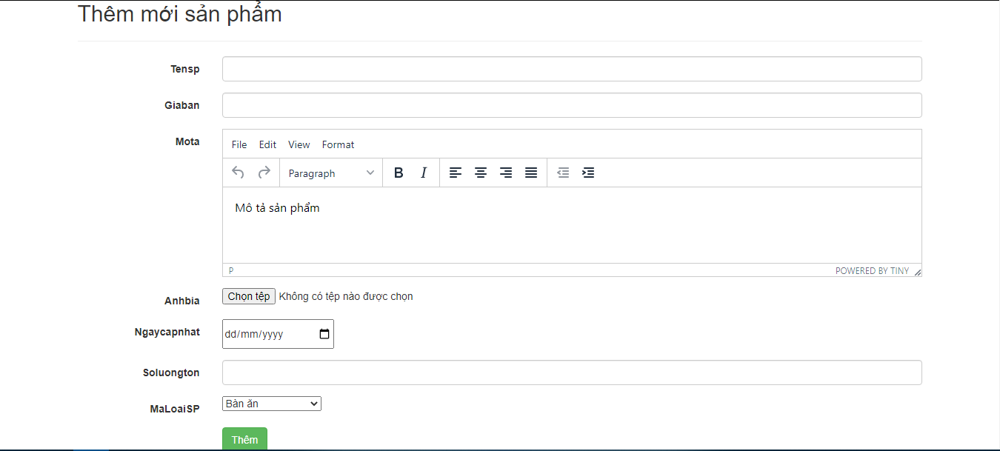 Thêm mới sản phẩm
Tensp
Giaban
Mota
File Edit View Format
Paragraph B I
Mô tả sản phẩm
P POWERED BY TINY
Anhbia Chọn tệp Không có tệp nào được chọn
Ngaycapnhat dd/mm/yyyy
Soluongton
MaLoaiSP Bàn ăn
Thêm